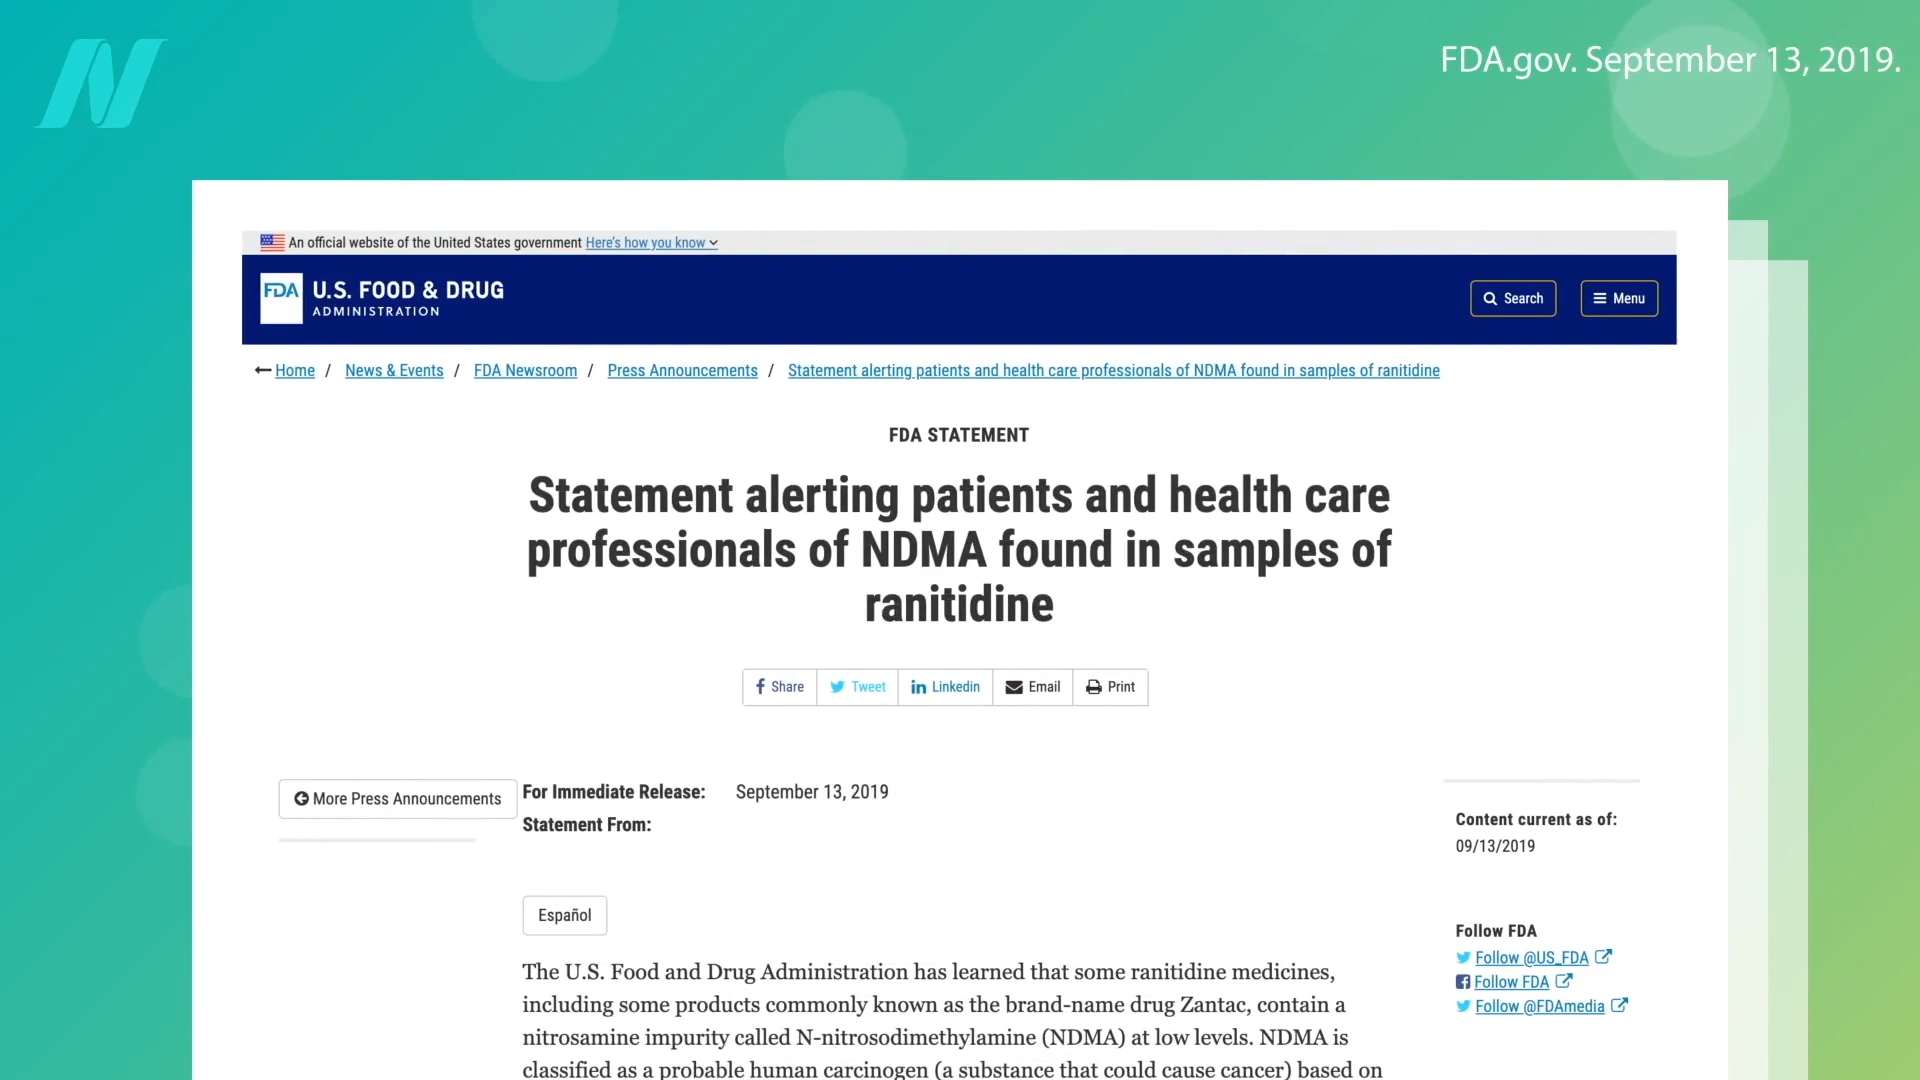 FDA.gov. September 13, 2019.
An official website of the United States government Here's how you know
FDA U.S. FOOD & DRUG
ADMINISTRATION
Search
Menu
Home / News & Events / FDA Newsroom / Press Announcements / Statement alerting patients and health care professionals of NDMA found in samples of ranitidine
FDA STATEMENT
Statement alerting patients and health care
professionals of NDMA found in samples of
ranitidine
Share Tweet Linkedin Email Print
More Press Announcements
For Immediate Release: September 13, 2019
Statement From:
Español
The U.S. Food and Drug Administration has learned that some ranitidine medicines,
including some products commonly known as the brand-name drug Zantac, contain a
nitrosamine impurity called N-nitrosodimethylamine (NDMA) at low levels. NDMA is
classified as a probable human carcinogen (a substance that could cause cancer) based on
Content current as of:
09/13/2019
Follow FDA
Follow @US_FDA
Follow FDA
Follow @FDAmedia